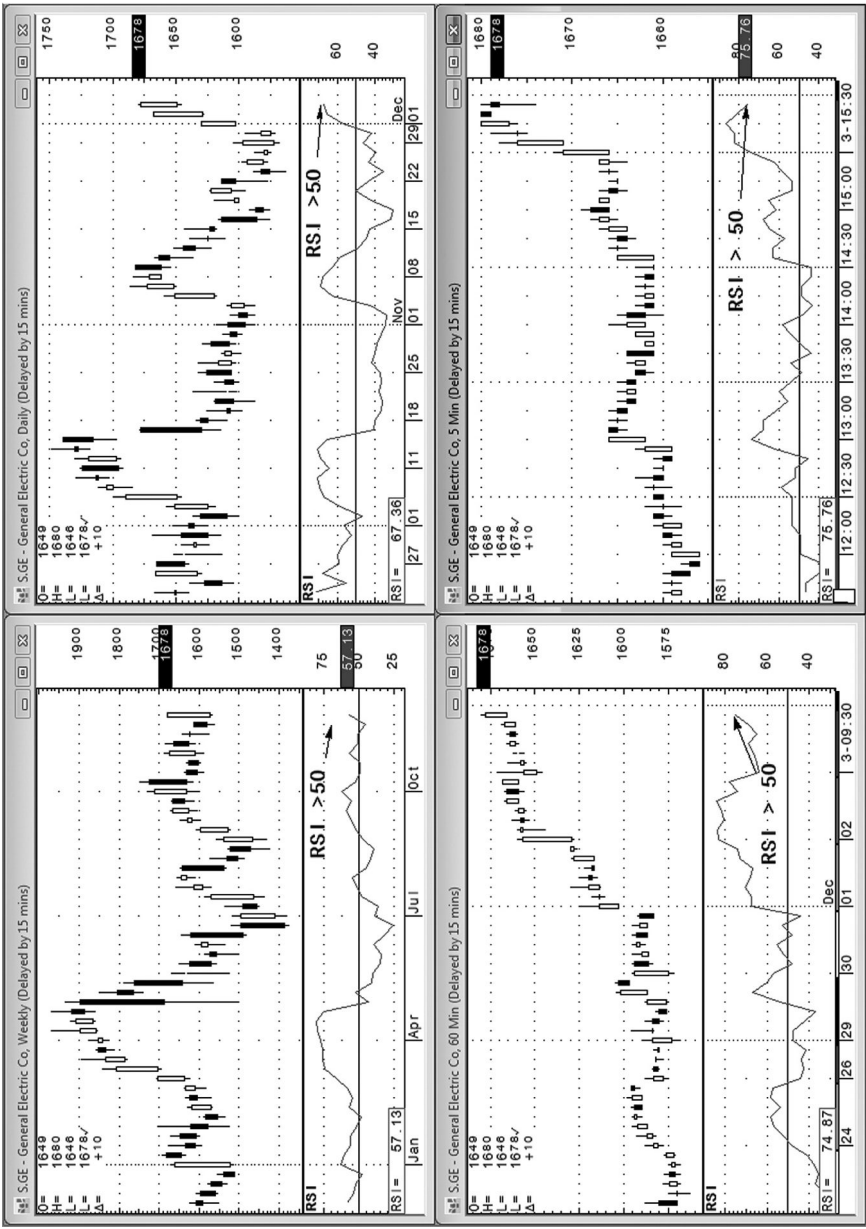 S.GE - General Electric Co, Weekly (Delayed by 15 mins)
O= 1649
H= 1680
L= 1646
L= 1678✓
Δ= +10
1900
1800
1700
1678
1600
1500
1400
RSI
RSI >50
75
57.13
50
25
RSI= 57.13
Jan
Apr
Jul
Oct
S.GE - General Electric Co, Daily (Delayed by 15 mins)
O= 1649
H= 1680
L= 1646
L= 1678✓
Δ= +10
1750
1700
1678
1650
1600
RSI
RSI >50
60
40
RSI= 67.36
27
01
11
18
25
Nov
01
08
15
22
29
Dec
01
S.GE - General Electric Co, 60 Min (Delayed by 15 mins)
O= 1649
H= 1680
L= 1646
L= 1678✓
Δ= +10
1678
1650
1625
1600
1575
RSI
RSI > 50
80
60
40
RSI= 74.87
24
26
29
30
Dec
01
02
3-09:30
S.GE - General Electric Co, 5 Min (Delayed by 15 mins)
O= 1649
H= 1680
L= 1646
L= 1678✓
Δ= +10
1680
1678
1670
1680
RSI
RSI > 50
80
75.76
60
40
RSI= 75.76
12:00
12:30
13:00
13:30
14:00
14:30
15:00
3-15:30